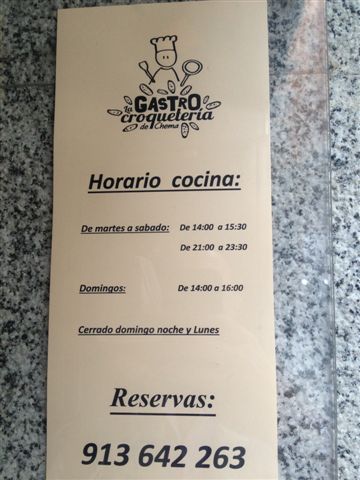 La GASTRO
croquetería
de Chema
Horario cocina:
De martes a sabado: De 14:00 a 15:30
De 21:00 a 23:30
Domingos: De 14:00 a 16:00
Cerrado domingo noche y Lunes
Reservas:
913 642 263